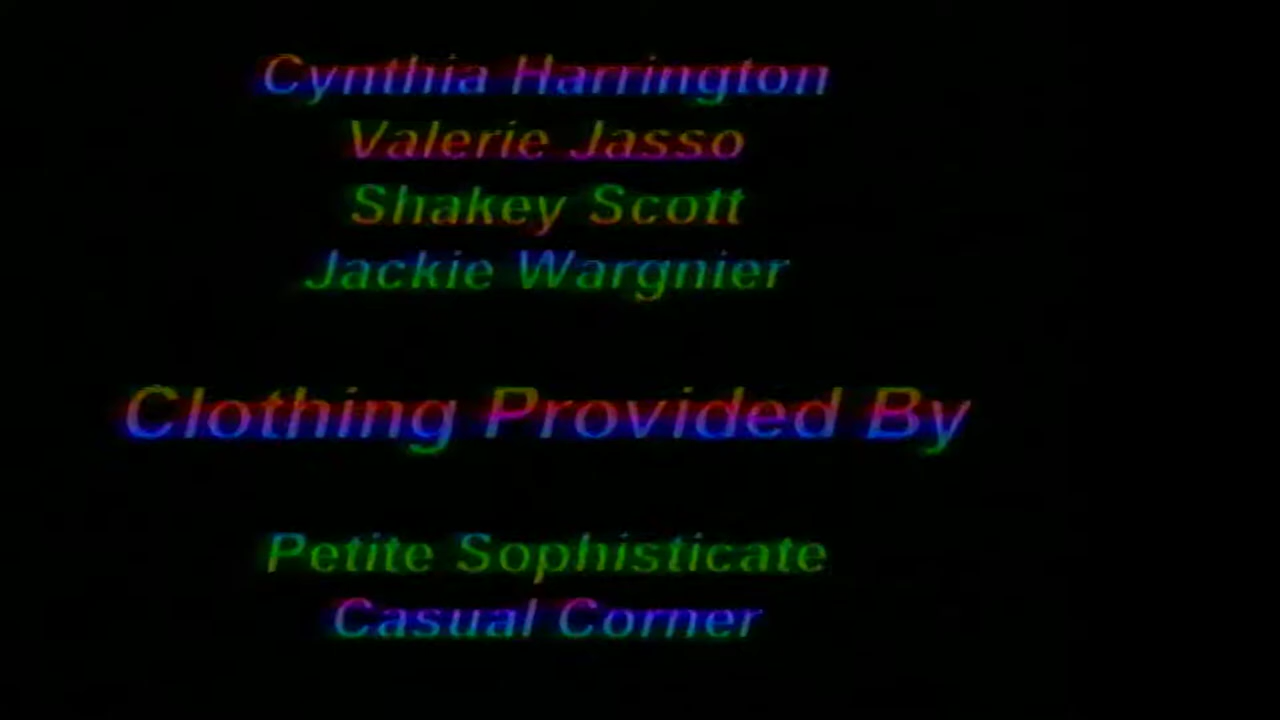 Cynthia Harrington
Valerie Jasso
Shakey Scott
Jackie Wargnier
Clothing Provided By
Petite Sophisticate
Casual Corner